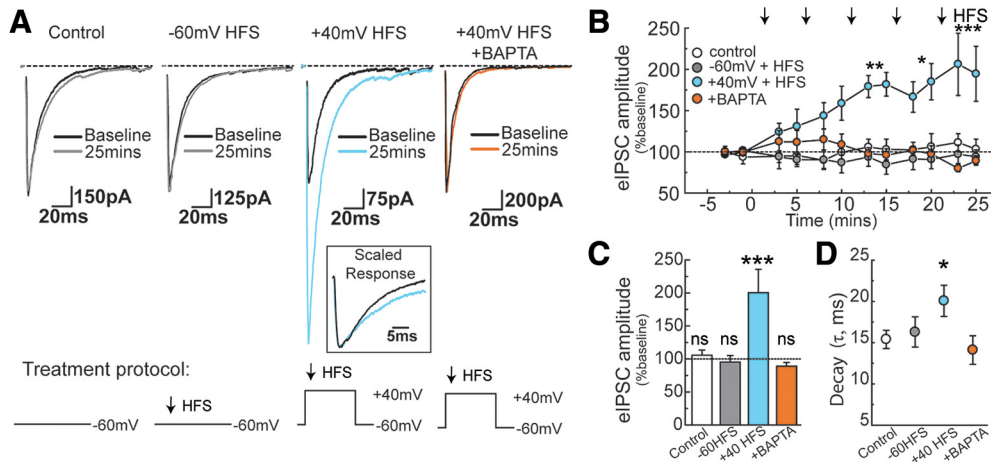 A
Control
-60mV HFS
+40mV HFS
+40mV HFS
+BAPTA
Baseline
25mins
150pA
20ms
Baseline
25mins
125pA
20ms
Baseline
25mins
75pA
20ms
Baseline
25mins
200pA
20ms
Scaled
Response
5ms
Treatment protocol:
-60mV
HFS
-60mV
HFS
+40mV
-60mV
HFS
+40mV
-60mV
B
HFS
eIPSC amplitude
(%baseline)
250
200
150
100
50
control
-60mV + HFS
+40mV + HFS
+BAPTA
**
*
***
-5
0
5
10
15
20
25
Time (mins)
C
eIPSC amplitude
(%baseline)
250
200
150
100
50
0
ns
ns
***
ns
Control
-60HFS
+40 HFS
+BAPTA
D
Decay (τ, ms)
25
20
15
10
*
Control
-60HFS
+40 HFS
+BAPTA